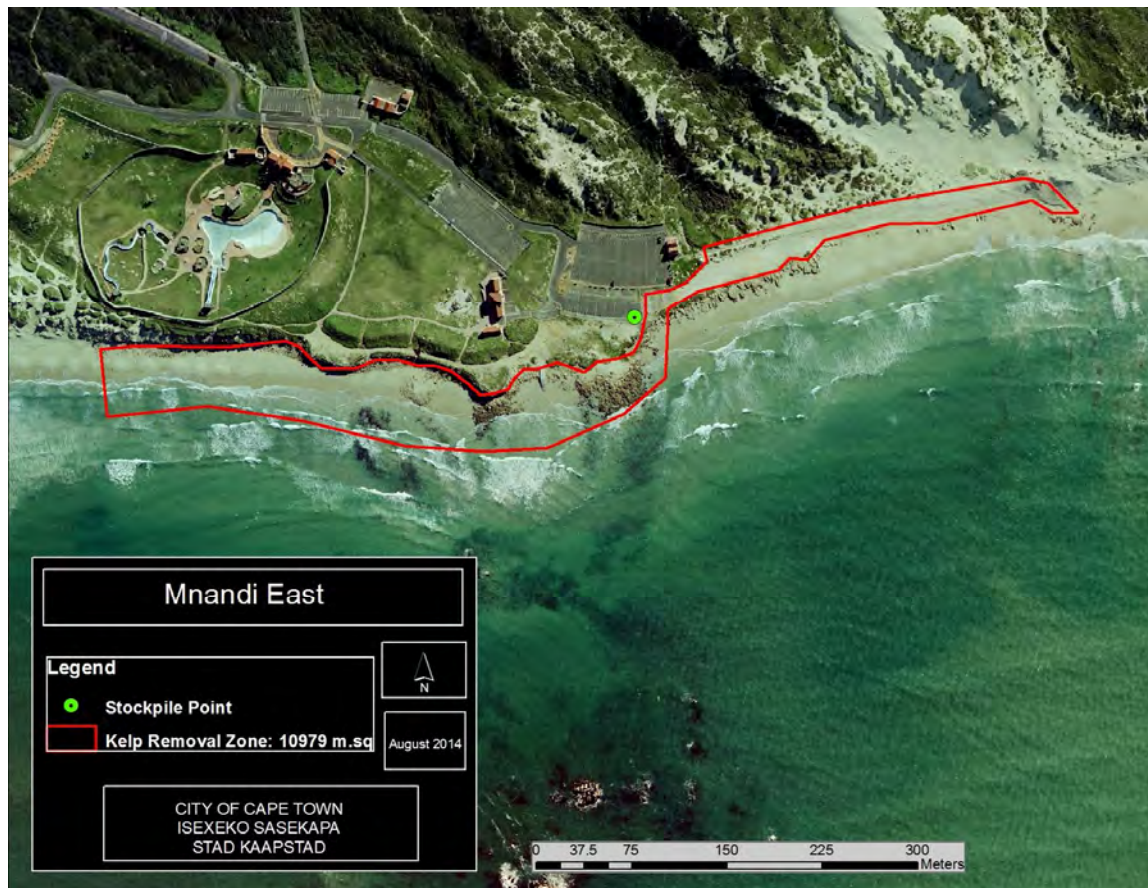 Mnandi East
Legend
Stockpile Point
Kelp Removal Zone: 10979 m.sq
N
August 2014
CITY OF CAPE TOWN
ISEXEKO SASEKAPA
STAD KAAPSTAD
0 37.5 75 150 225 300
Meters